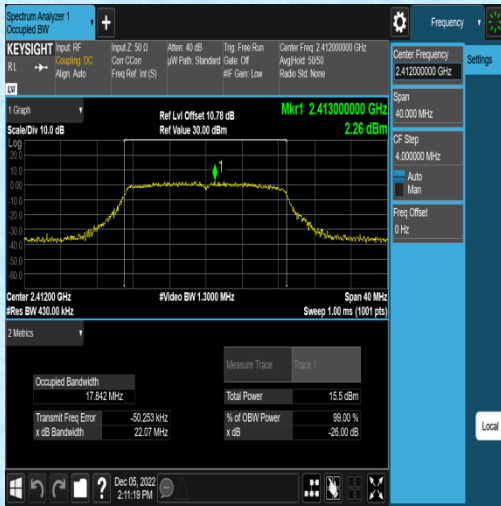 Spectrum Analyzer 1
Occupied BW
+
Frequency
KEYSIGHT
R L
LXI
Input: RF
Coupling: DC
Align: Auto
Input Z: 50 Ω
Corr CCorr
Freq Ref: Int (S)
Atten: 40 dB
µW Path: Standard
Trig: Free Run
Gate: Off
#IF Gain: Low
Center Freq: 2.412000000 GHz
Avg|Hold: 50/50
Radio Std: None
Center Frequency
2.412000000 GHz
Settings
Span
40.000 MHz
CF Step
4.000000 MHz
Auto
Man
Freq Offset
0 Hz
Local
1 Graph
Scale/Div 10.0 dB
Ref Lvl Offset 10.78 dB
Ref Value 30.00 dBm
Mkr1 2.413000000 GHz
2.26 dBm
Log
20.0
10.0
0.00
-10.0
-20.0
-30.0
-40.0
-50.0
-60.0
1
Center 2.41200 GHz
#Res BW 430.00 kHz
#Video BW 1.3000 MHz
Span 40 MHz
Sweep 1.00 ms (1001 pts)
2 Metrics
Measure Trace
Trace 1
Occupied Bandwidth
17.842 MHz
Total Power
15.5 dBm
Transmit Freq Error
-50.253 kHz
% of OBW Power
99.00 %
x dB Bandwidth
22.07 MHz
x dB
-26.00 dB
?
Dec 05, 2022
2:11:19 PM